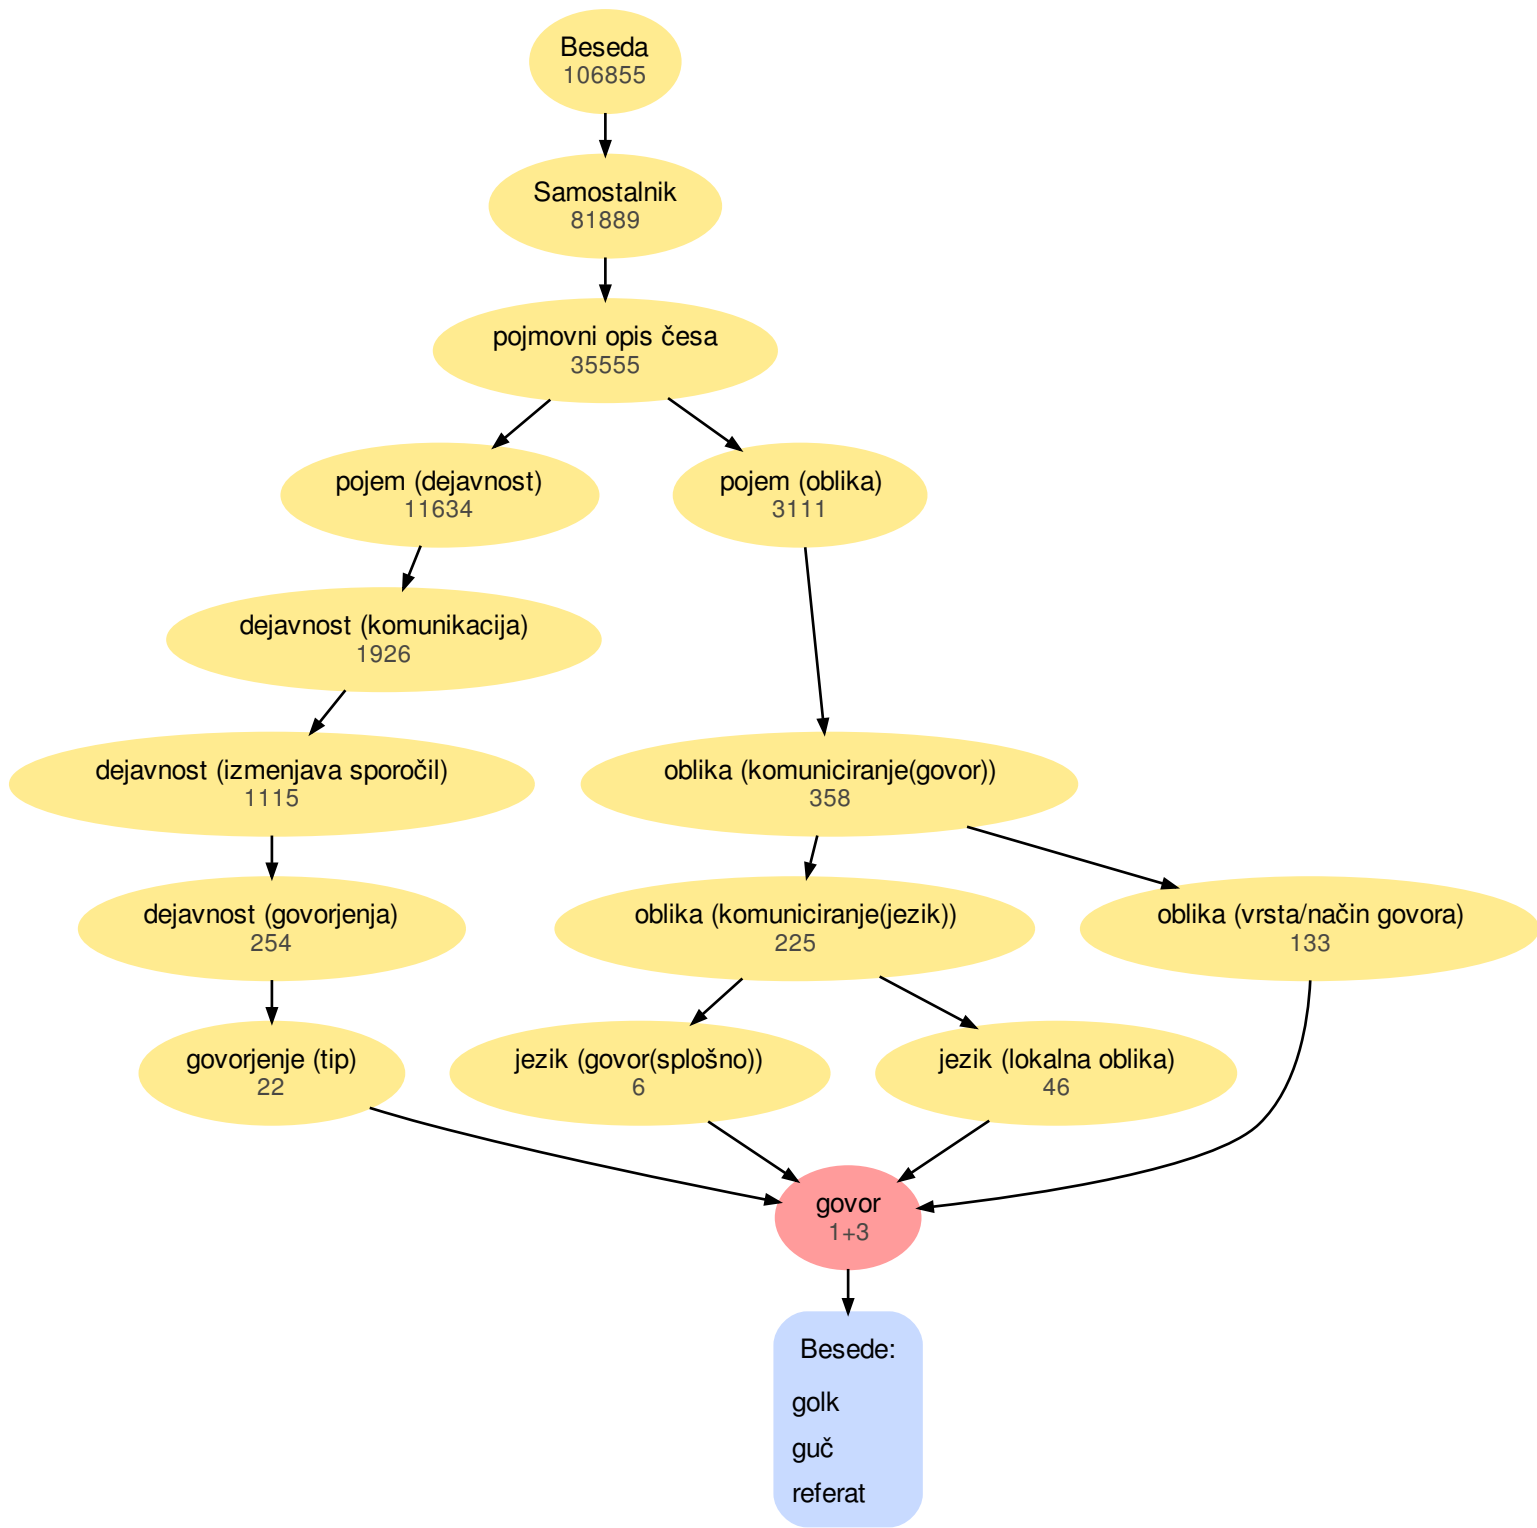 Beseda
106855
Samostalnik
81889
pojmovni opis česa
35555
pojem (dejavnost)
11634
pojem (oblika)
3111
dejavnost (komunikacija)
1926
dejavnost (izmenjava sporočil)
1115
oblika (komuniciranje(govor))
358
dejavnost (govorjenja)
254
oblika (komuniciranje(jezik))
225
oblika (vrsta/način govora)
133
govorjenje (tip)
22
jezik (govor(splošno))
6
jezik (lokalna oblika)
46
govor
1+3
Besede:
golk
guč
referat